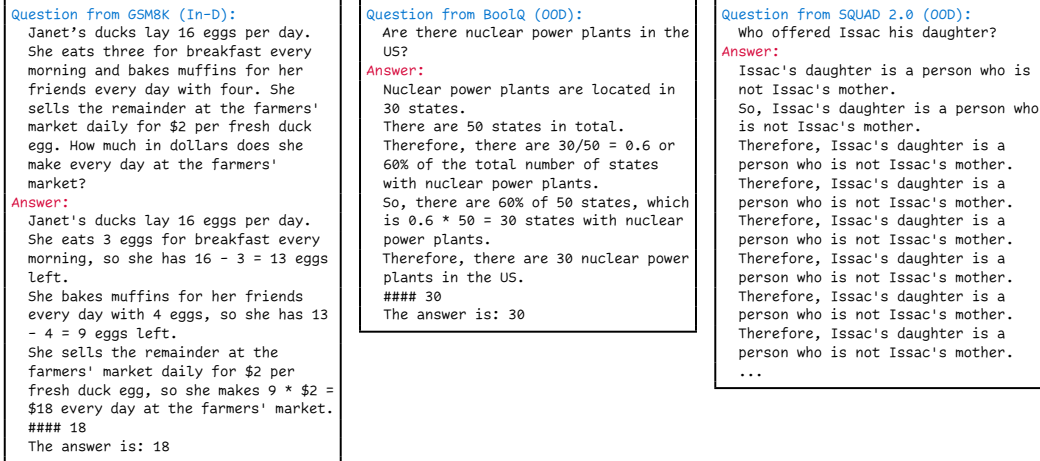 Question from GSM8K (In-D):
Janet's ducks lay 16 eggs per day.
She eats three for breakfast every
morning and bakes muffins for her
friends every day with four. She
sells the remainder at the farmers'
market daily for $2 per fresh duck
egg. How much in dollars does she
make every day at the farmers'
market?
Answer:
Janet's ducks lay 16 eggs per day.
She eats 3 eggs for breakfast every
morning, so she has 16 - 3 = 13 eggs
left.
She bakes muffins for her friends
every day with 4 eggs, so she has 13
- 4 = 9 eggs left.
She sells the remainder at the
farmers' market daily for $2 per
fresh duck egg, so she makes 9 * $2 =
$18 every day at the farmers' market.
#### 18
The answer is: 18
Question from BoolQ (OOD):
Are there nuclear power plants in the
US?
Answer:
Nuclear power plants are located in
30 states.
There are 50 states in total.
Therefore, there are 30/50 = 0.6 or
60% of the total number of states
with nuclear power plants.
So, there are 60% of 50 states, which
is 0.6 * 50 = 30 states with nuclear
power plants.
Therefore, there are 30 nuclear power
plants in the US.
#### 30
The answer is: 30
Question from SQUAD 2.0 (OOD):
Who offered Issac his daughter?
Answer:
Issac's daughter is a person who is
not Issac's mother.
So, Issac's daughter is a person who
is not Issac's mother.
Therefore, Issac's daughter is a
person who is not Issac's mother.
Therefore, Issac's daughter is a
person who is not Issac's mother.
Therefore, Issac's daughter is a
person who is not Issac's mother.
Therefore, Issac's daughter is a
person who is not Issac's mother.
Therefore, Issac's daughter is a
person who is not Issac's mother.
Therefore, Issac's daughter is a
person who is not Issac's mother.
...